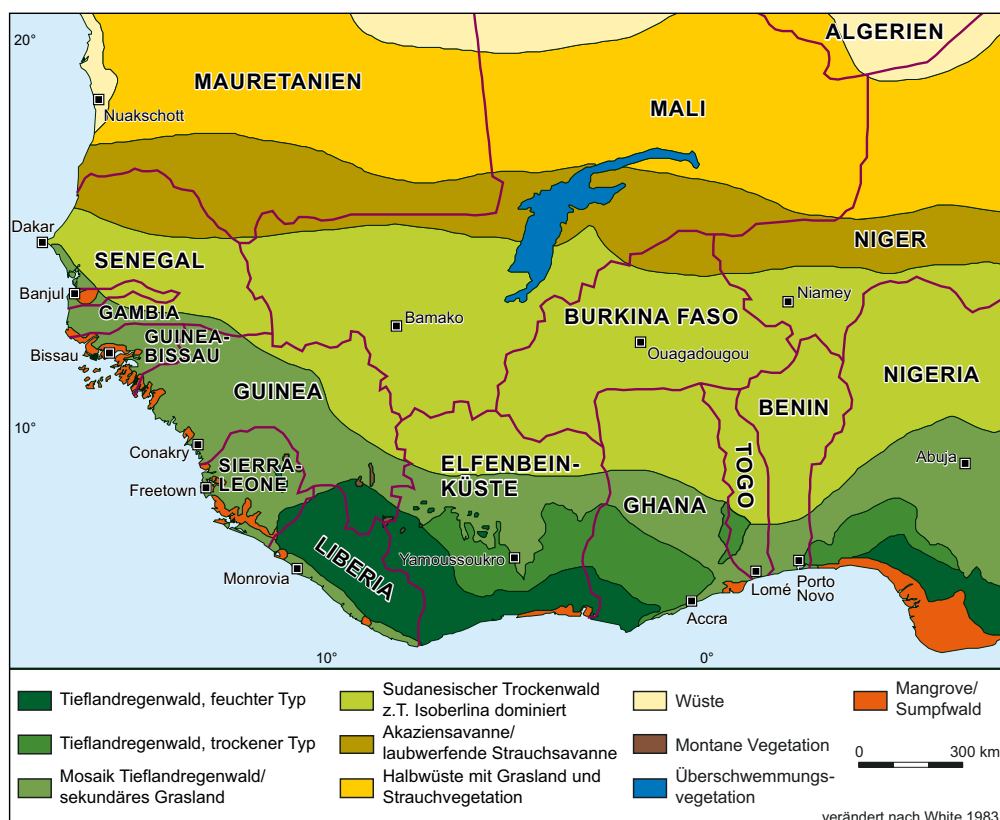 20°
ALGERIEN
MAURETANIEN
MALI
Nuakschott
Dakar
SENEGAL
NIGER
Banjul
Niamey
GAMBIA
Bamako
BURKINA FASO
GUINEA-
BISSAU
Bissau
Ouagadougou
NIGERIA
GUINEA
BENIN
10°
Conakry
SIERRA-
LEONE
ELFENBEIN-
KÜSTE
TOGO
Abuja
Freetown
GHANA
LIBERIA
Yamoussoukro
Monrovia
Lomé
Porto
Novo
Accra
10°
0°
Tieflandregenwald, feuchter Typ
Tieflandregenwald, trockener Typ
Mosaik Tieflandregenwald/
sekundäres Grasland
Sudanesischer Trockenwald
z.T. Isoberlina dominiert
Akaziensavanne/
laubwerfende Strauchsavanne
Halbwüste mit Grasland und
Strauchvegetation
Wüste
Montane Vegetation
Überschwemmungs-
vegetation
Mangrove/
Sumpfwald
0 300 km
verändert nach White 1983